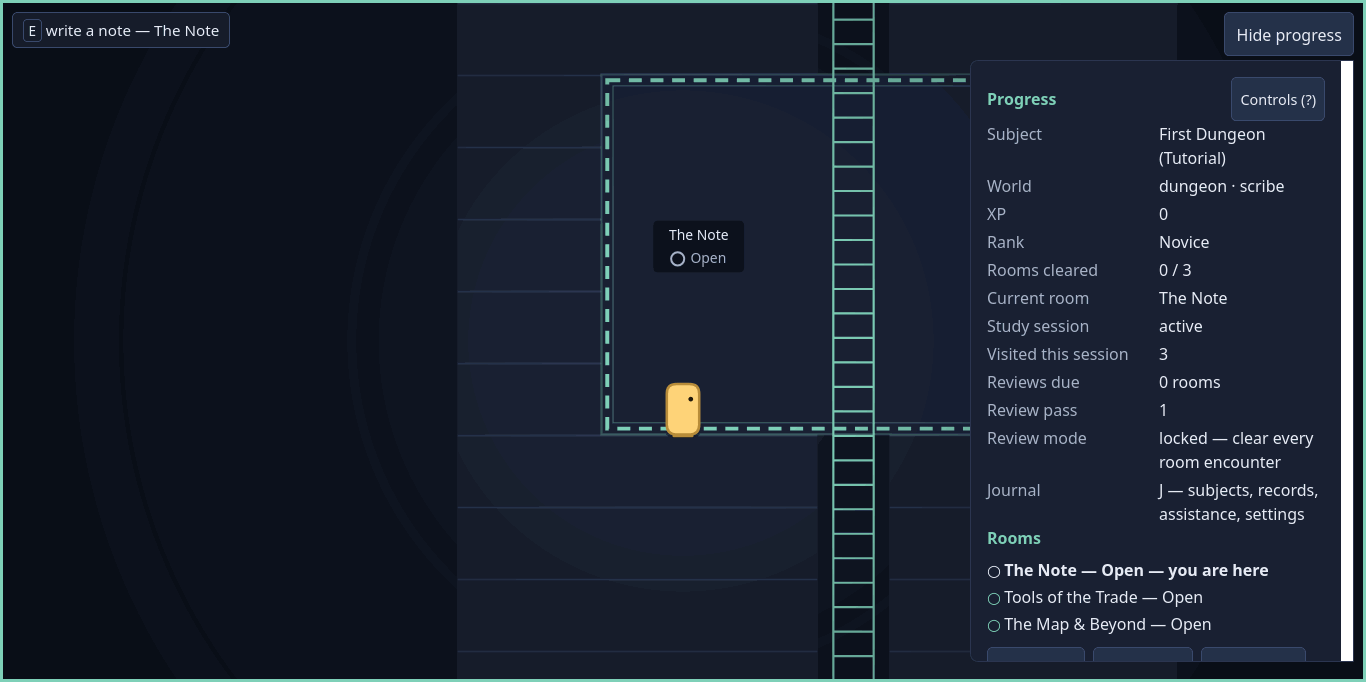 E write a note — The Note
Hide progress
The Note
Open
Progress
Controls (?)
Subject
First Dungeon
(Tutorial)
World
dungeon · scribe
XP
0
Rank
Novice
Rooms cleared
0 / 3
Current room
The Note
Study session
active
Visited this session
3
Reviews due
0 rooms
Review pass
1
Review mode
locked — clear every
room encounter
Journal
J — subjects, records,
assistance, settings
Rooms
○ The Note — Open — you are here
○ Tools of the Trade — Open
○ The Map & Beyond — Open